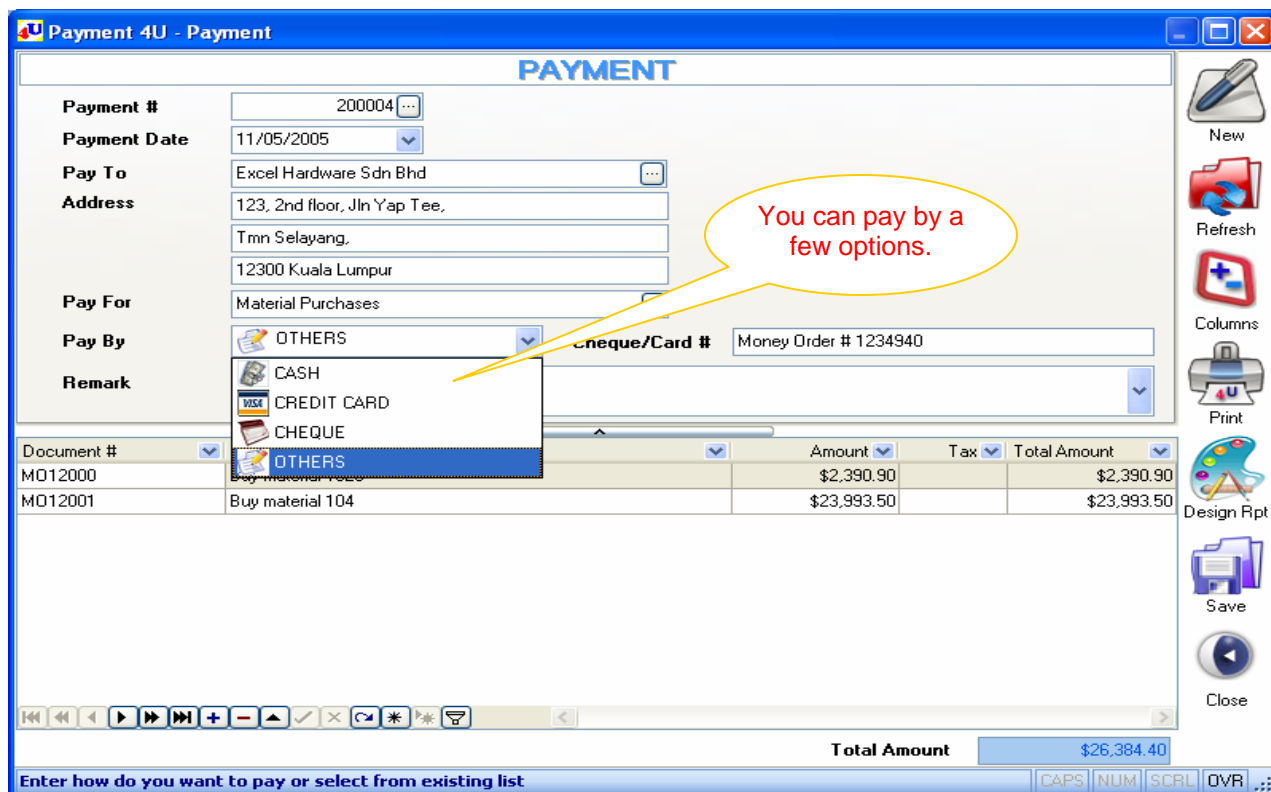 4U Payment 4U - Payment
PAYMENT
Payment # 200004
Payment Date 11/05/2005
Pay To Excel Hardware Sdn Bhd
Address 123, 2nd floor, Jln Yap Tee,
Tmn Selayang,
12300 Kuala Lumpur
Pay For Material Purchases
Pay By OTHERS Cheque/Card # Money Order # 1234940
Remark
CASH
VISA CREDIT CARD
CHEQUE
OTHERS
You can pay by a
few options.
Document # Amount Tax Total Amount
MO12000 $2,390.90 $2,390.90
MO12001 Buy material 104 $23,993.50 $23,993.50
Total Amount $26,384.40
Enter how do you want to pay or select from existing list CAPS NUM SCRL OVR
New
Refresh
Columns
4U
Print
Design Rpt
Save
Close